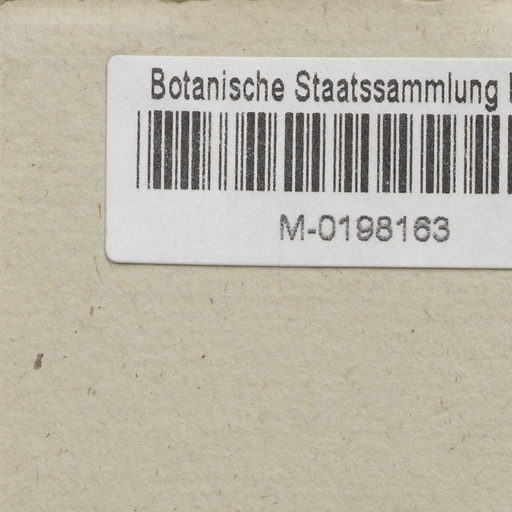 Botanische Staatssammlung
M-0198163